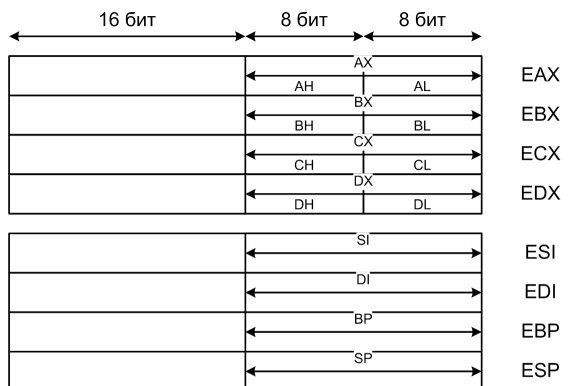 16 бит 8 бит 8 бит
AX
AH AL EAX
BX
BH BL EBX
CX
CH CL ECX
DX
DH DL EDX
SI
ESI
DI
EDI
BP
EBP
SP
ESP